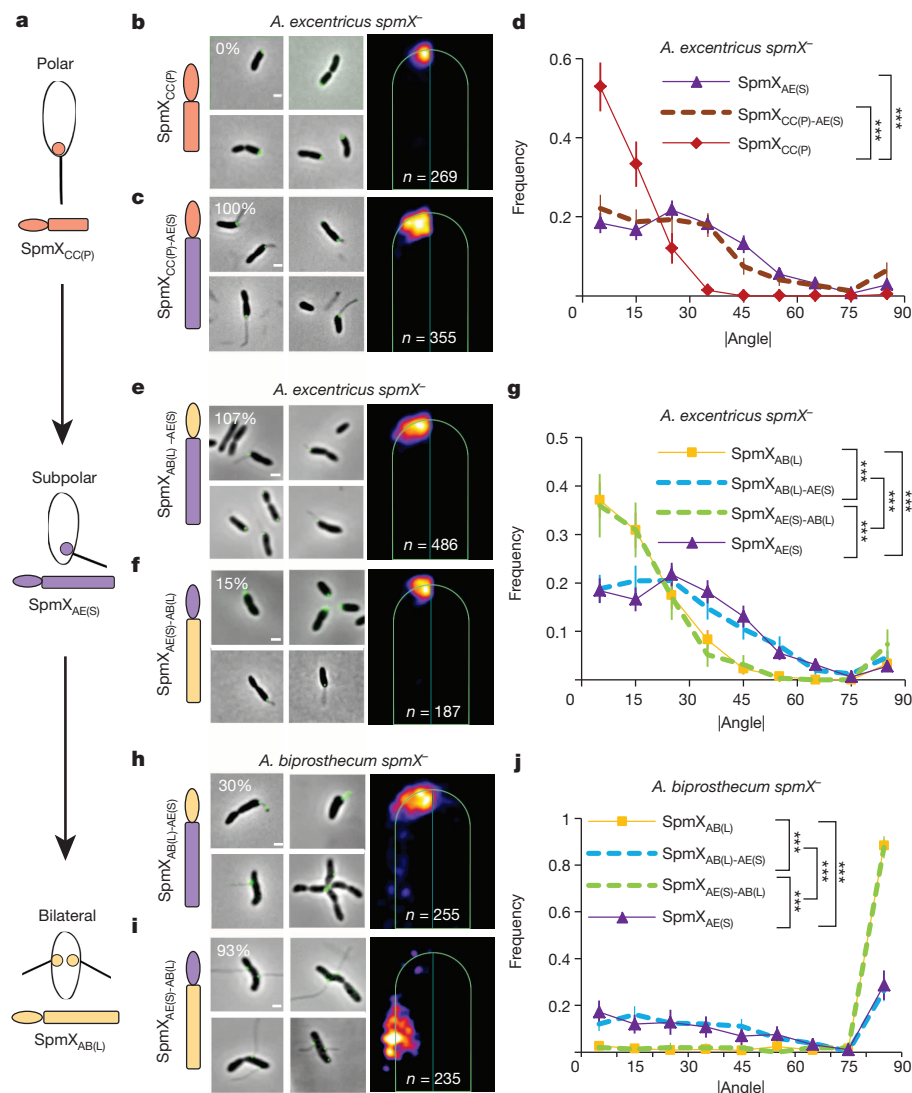 a
Polar
SpmX_CC(P)
Subpolar
SpmX_AE(S)
Bilateral
SpmX_AB(L)
b
A. excentricus spmX⁻
SpmX_CC(P)
0%
n = 269
c
SpmX_CC(P)-AE(S)
100%
n = 355
d
A. excentricus spmX⁻
SpmX_AE(S)
SpmX_CC(P)-AE(S)
SpmX_CC(P)
***
***
Frequency
0.6
0.4
0.2
0
0 15 30 45 60 75 90
|Angle|
e
A. excentricus spmX⁻
SpmX_AB(L)-AE(S)
107%
n = 486
f
SpmX_AE(S)-AB(L)
15%
n = 187
g
A. excentricus spmX⁻
SpmX_AB(L)
SpmX_AB(L)-AE(S)
SpmX_AE(S)-AB(L)
SpmX_AE(S)
***
***
***
***
Frequency
0.5
0.4
0.3
0.2
0.1
0 15 30 45 60 75 90
|Angle|
h
A. biprosthecum spmX⁻
SpmX_AB(L)-AE(S)
30%
n = 255
i
SpmX_AE(S)-AB(L)
93%
n = 235
j
A. biprosthecum spmX⁻
SpmX_AB(L)
SpmX_AB(L)-AE(S)
SpmX_AE(S)-AB(L)
SpmX_AE(S)
***
***
***
***
Frequency
1
0.8
0.6
0.4
0.2
0 15 30 45 60 75 90
|Angle|